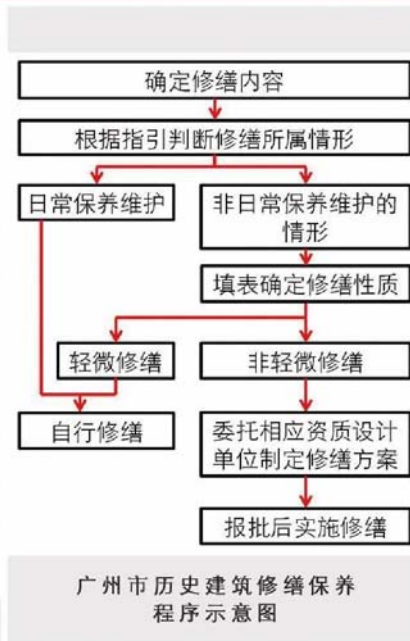 确定修缮内容
根据指引判断修缮所属情形
日常保养维护
非日常保养维护的
情形
填表确定修缮性质
轻微修缮
非轻微修缮
自行修缮
委托相应资质设计
单位制定修缮方案
报批后实施修缮
广州市历史建筑修缮保养
程序示意图